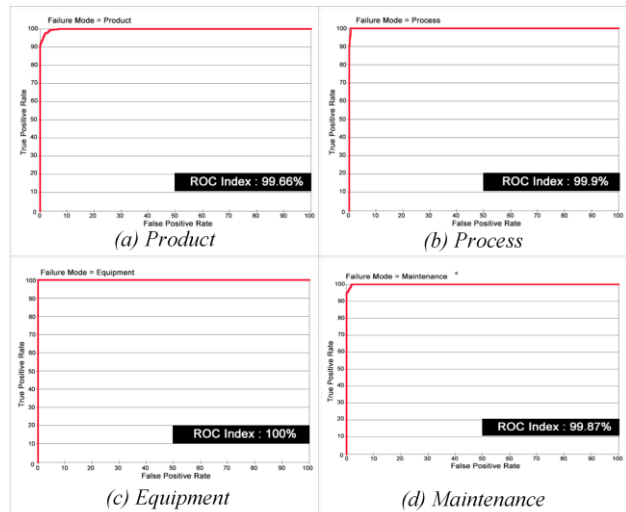 Failure Mode = Product
True Positive Rate
100
90
80
70
60
50
40
30
20
10
0
ROC Index : 99.66%
0 10 20 30 40 50 60 70 80 90 100
False Positive Rate
(a) Product
Failure Mode = Process
True Positive Rate
100
90
80
70
60
50
40
30
20
10
0
ROC Index : 99.9%
0 10 20 30 40 50 60 70 80 90 100
False Positive Rate
(b) Process
Failure Mode = Equipment
True Positive Rate
100
90
80
70
60
50
40
30
20
10
0
ROC Index : 100%
0 10 20 30 40 50 60 70 80 90 100
False Positive Rate
(c) Equipment
Failure Mode = Maintenance *
True Positive Rate
100
90
80
70
60
50
40
30
20
10
0
ROC Index : 99.87%
0 10 20 30 40 50 60 70 80 90 100
False Positive Rate
(d) Maintenance